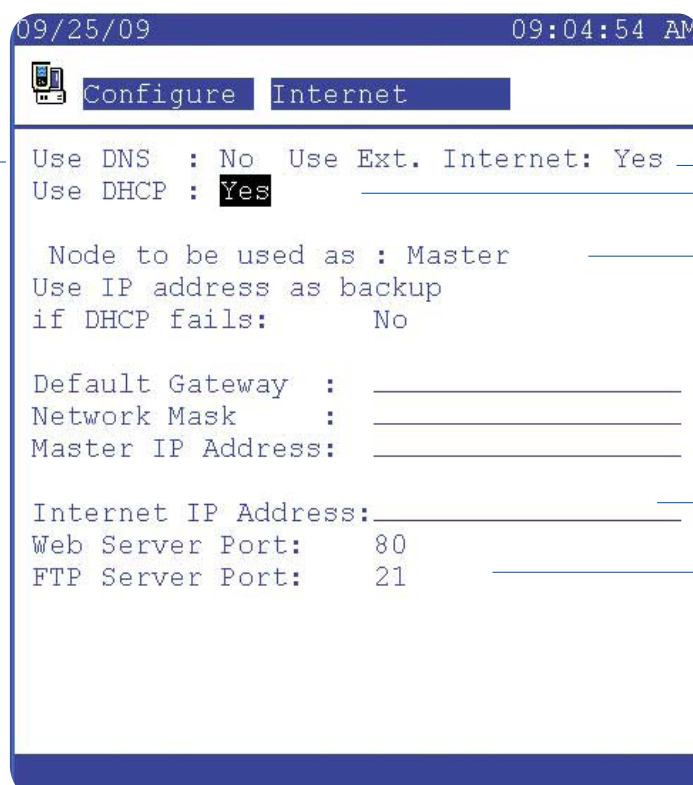 09/25/09 09:04:54 AM
Configure Internet
Use DNS : No Use Ext. Internet: Yes
Use DHCP : Yes
Node to be used as : Master
Use IP address as backup
if DHCP fails: No
Default Gateway :
Network Mask :
Master IP Address:
Internet IP Address:
Web Server Port: 80
FTP Server Port: 21